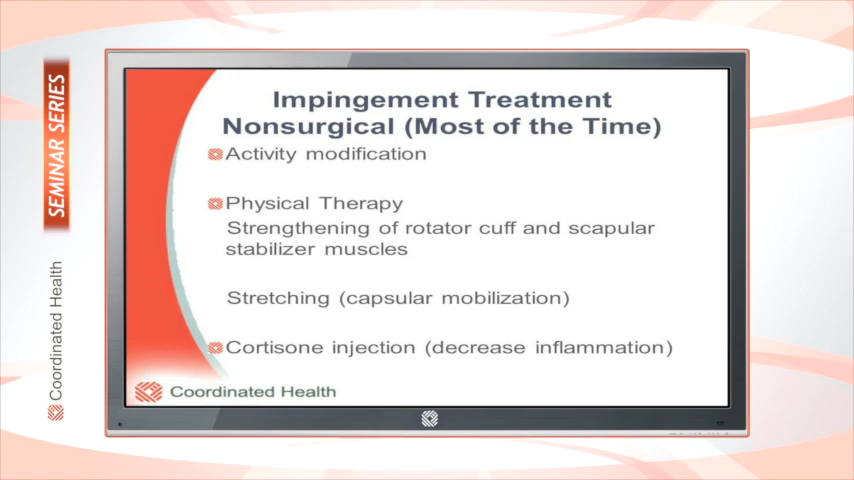 SEMINAR SERIES
Coordinated Health
Impingement Treatment
Nonsurgical (Most of the Time)
Activity modification
Physical Therapy
Strengthening of rotator cuff and scapular
stabilizer muscles
Stretching (capsular mobilization)
Cortisone injection (decrease inflammation)
Coordinated Health